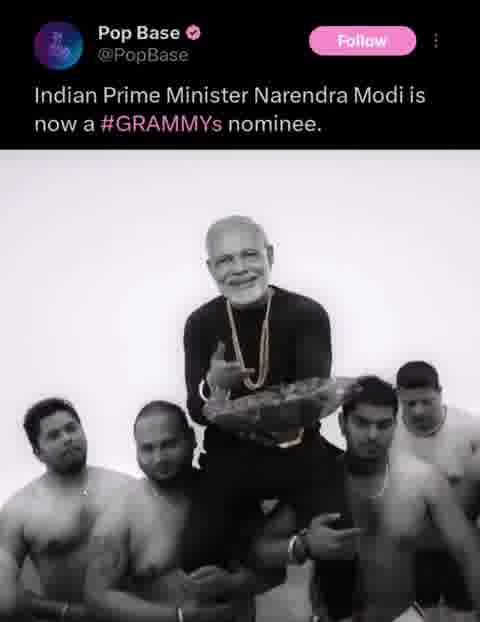 Pop Base
Follow
@PopBase
Indian Prime Minister Narendra Modi is
now a #GRAMMYs nominee.